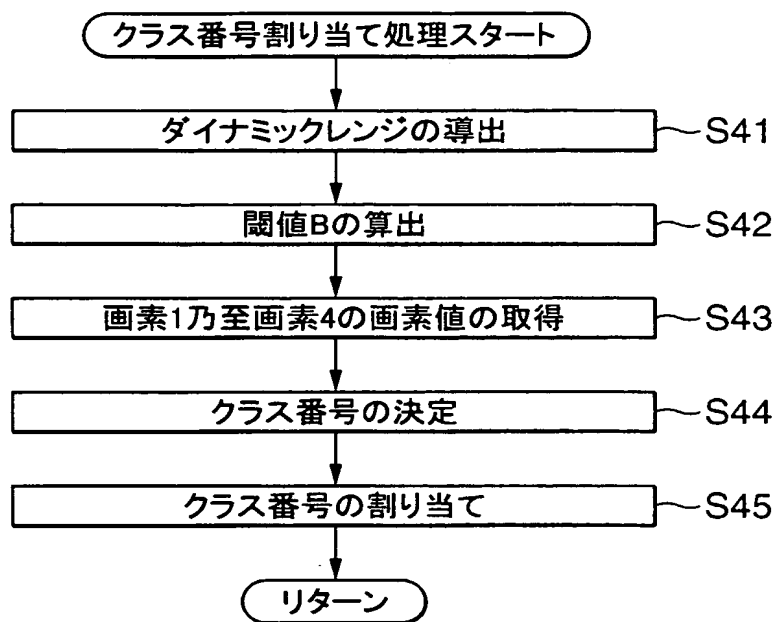 クラス番号割り当て処理スタート
ダイナミックレンジの導出 S41
閾値Bの算出 S42
画素1乃至画素4の画素値の取得 S43
クラス番号の決定 S44
クラス番号の割り当て S45
リターン